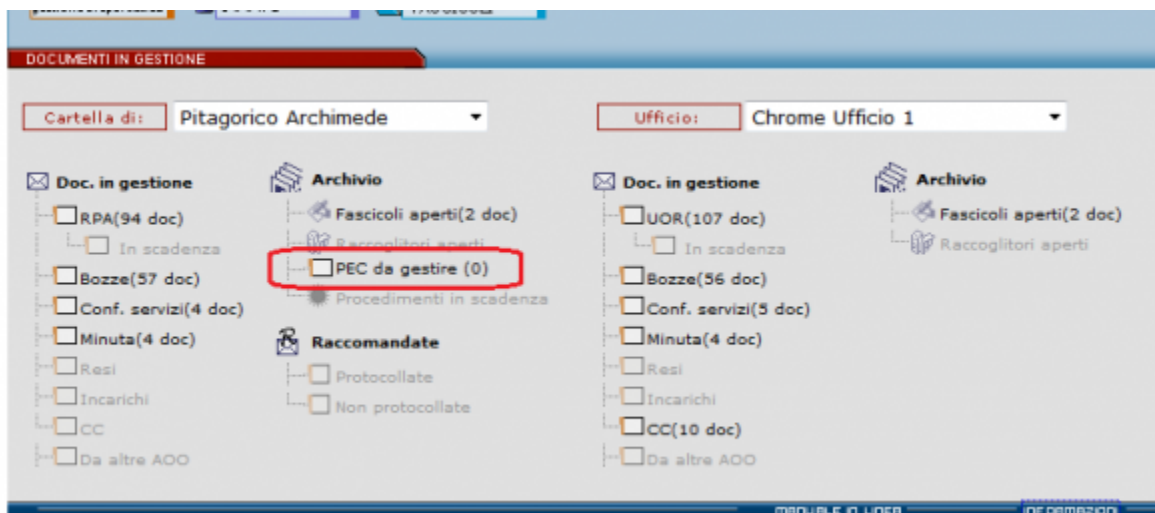 DOCUMENTI IN GESTIONE
Cartella di: Pitagorico Archimede
Doc. in gestione
RPA(94 doc)
In scadenza
Bozze(57 doc)
Conf. servizi(4 doc)
Minuta(4 doc)
Resi
Incarichi
CC
Da altre AOO
Archivio
Fascicoli aperti(2 doc)
Raccoglitori aperti
PEC da gestire (0)
Procedimenti in scadenza
Raccomandate
Protocollate
Non protocollate
Ufficio: Chrome Ufficio 1
Doc. in gestione
UOR(107 doc)
In scadenza
Bozze(56 doc)
Conf. servizi(5 doc)
Minuta(4 doc)
Resi
Incarichi
CC(10 doc)
Da altre AOO
Archivio
Fascicoli aperti(2 doc)
Raccoglitori aperti
MANUALE IN LINEA INFORMAZIONI